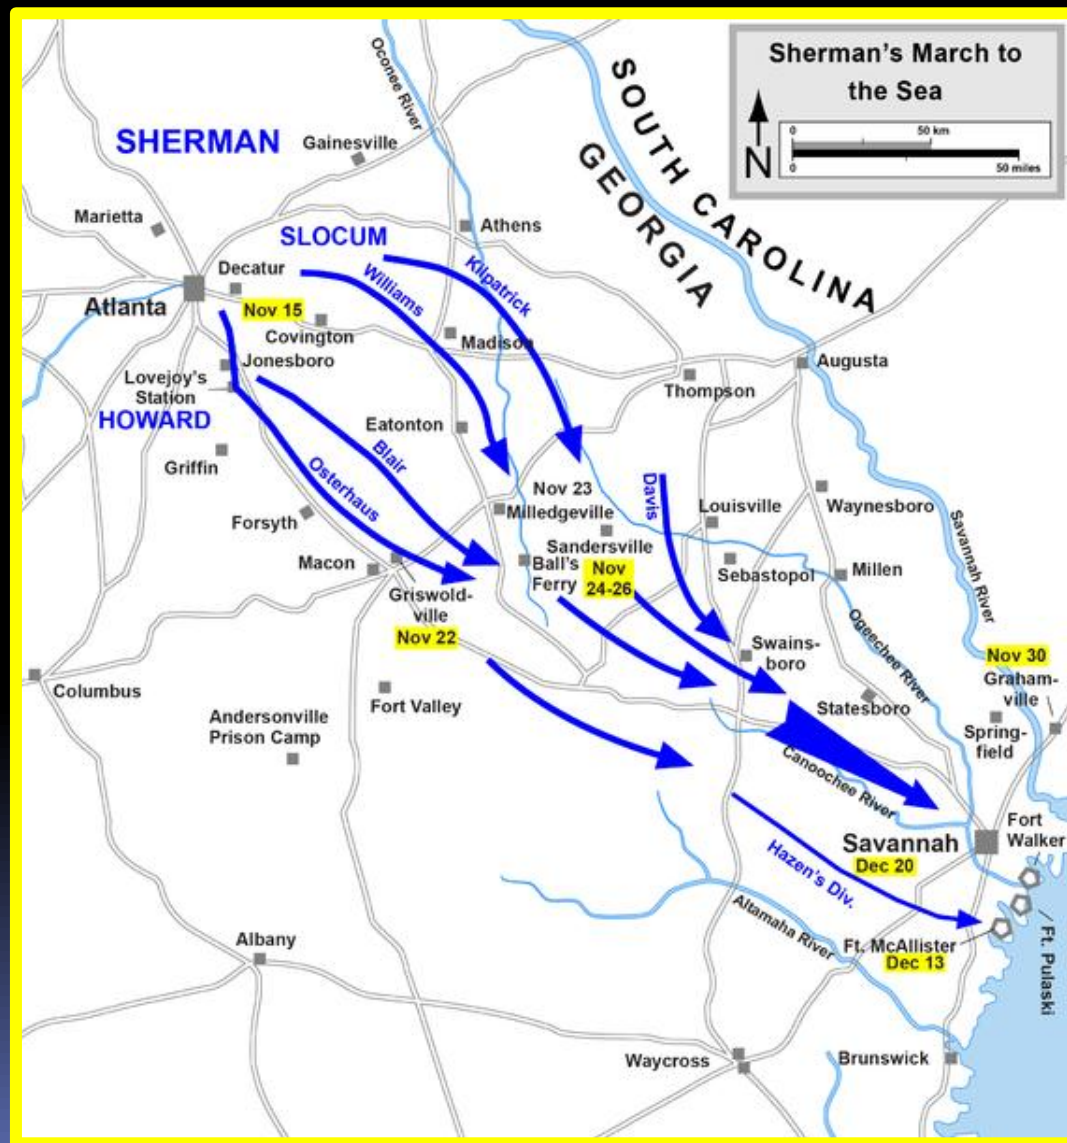 Sherman's March to
the Sea
0 50 km
N
0 50 miles
SOUTH CAROLINA
GEORGIA
Oconee River
SHERMAN
Gainesville
Marietta
Athens
SLOCUM
Decatur
Williams
Kilpatrick
Atlanta
Nov 15
Covington
Madison
Jonesboro
Lovejoy's
Station
Augusta
Thompson
HOWARD
Eatonton
Blair
Griffin
Osterhaus
Nov 23
Milledgeville
Davis
Louisville
Waynesboro
Savannah River
Forsyth
Sandersville
Macon
Ball's
Ferry
Nov
24-26
Sebastopol
Millen
Griswold-
ville
Nov 22
Ogeechee River
Swains-
boro
Nov 30
Graham-
ville
Columbus
Fort Valley
Statesboro
Spring-
field
Andersonville
Prison Camp
Canoochee River
Fort
Walker
Savannah
Dec 20
Hazen's Div.
Altamaha River
Ft. McAllister
Dec 13
Ft. Pulaski
Albany
Waycross
Brunswick